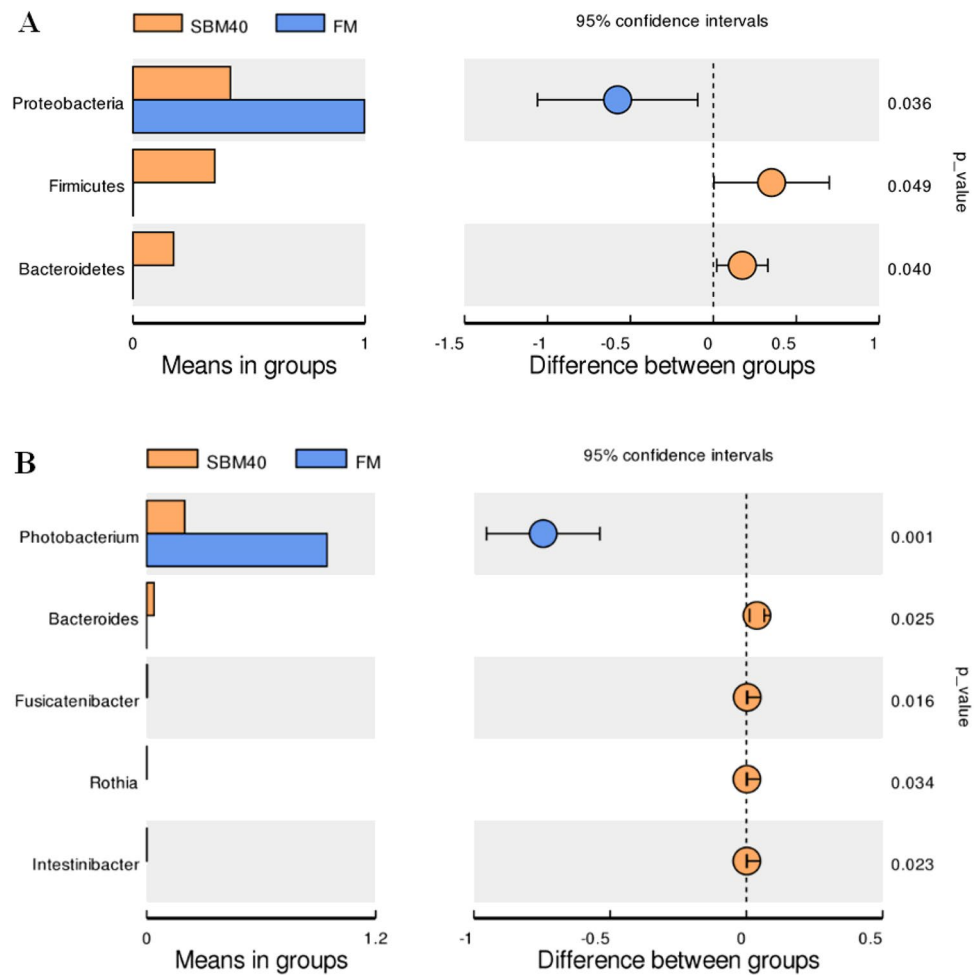 A
SBM40 FM
95% confidence intervals
Proteobacteria 0.036
Firmicutes 0.049
Bacteroidetes 0.040
p_value
0 1 -1.5 -1 -0.5 0 0.5 1
Means in groups Difference between groups
B
SBM40 FM
95% confidence intervals
Photobacterium 0.001
Bacteroides 0.025
Fusicatenibacter 0.016
Rothia 0.034
Intestinibacter 0.023
p_value
0 1.2 -1 -0.5 0 0.5
Means in groups Difference between groups